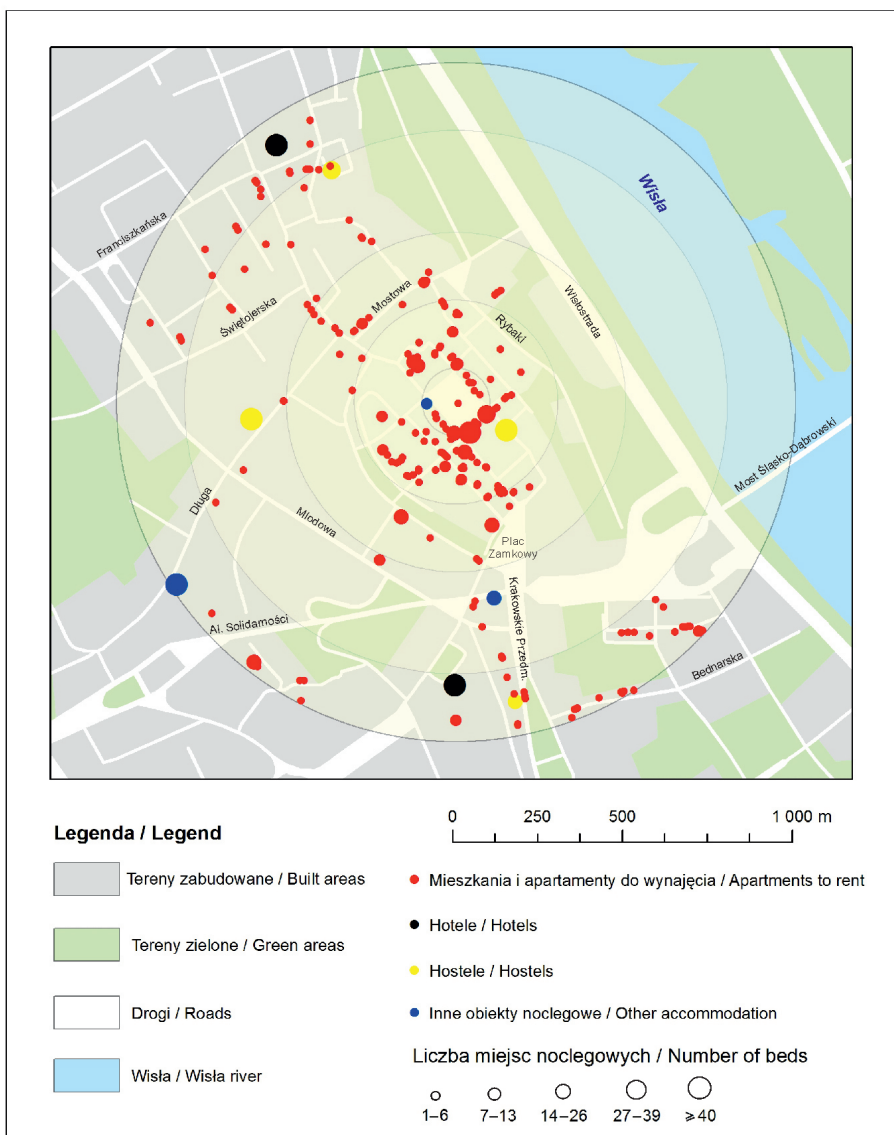 Wisła
Franciszkańska
Mostowa
Wisłostrada
Świętojerska
Rybaki
Most Śląsko-Dąbrowski
Długa
Miodowa
Plac
Zamkowy
Krakowskie Przedm.
Al. Solidarności
Bednarska
Legenda / Legend
0 250 500 1 000 m
Tereny zabudowane / Built areas
Mieszkania i apartamenty do wynajęcia / Apartments to rent
Hotele / Hotels
Tereny zielone / Green areas
Hostele / Hostels
Drogi / Roads
Inne obiekty noclegowe / Other accommodation
Liczba miejsc noclegowych / Number of beds
Wisła / Wisła river
1–6 7–13 14–26 27–39 ⩾40